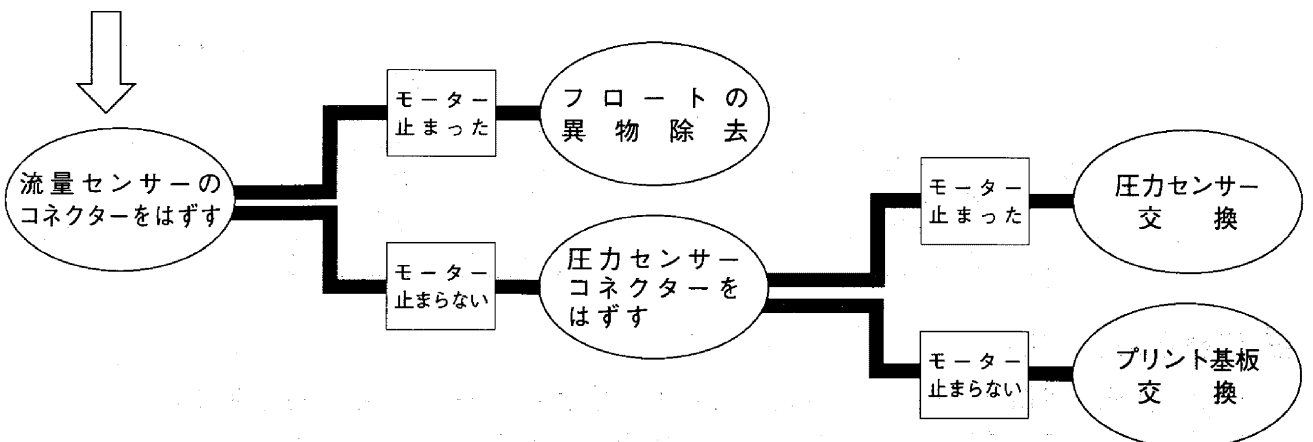 流量センサーの
コネクターをはずす
モーター
止まった
フロートの
異物除去
モーター
止まらない
圧力センサー
コネクターを
はずす
モーター
止まった
圧力センサー
交換
モーター
止まらない
プリント基板
交換